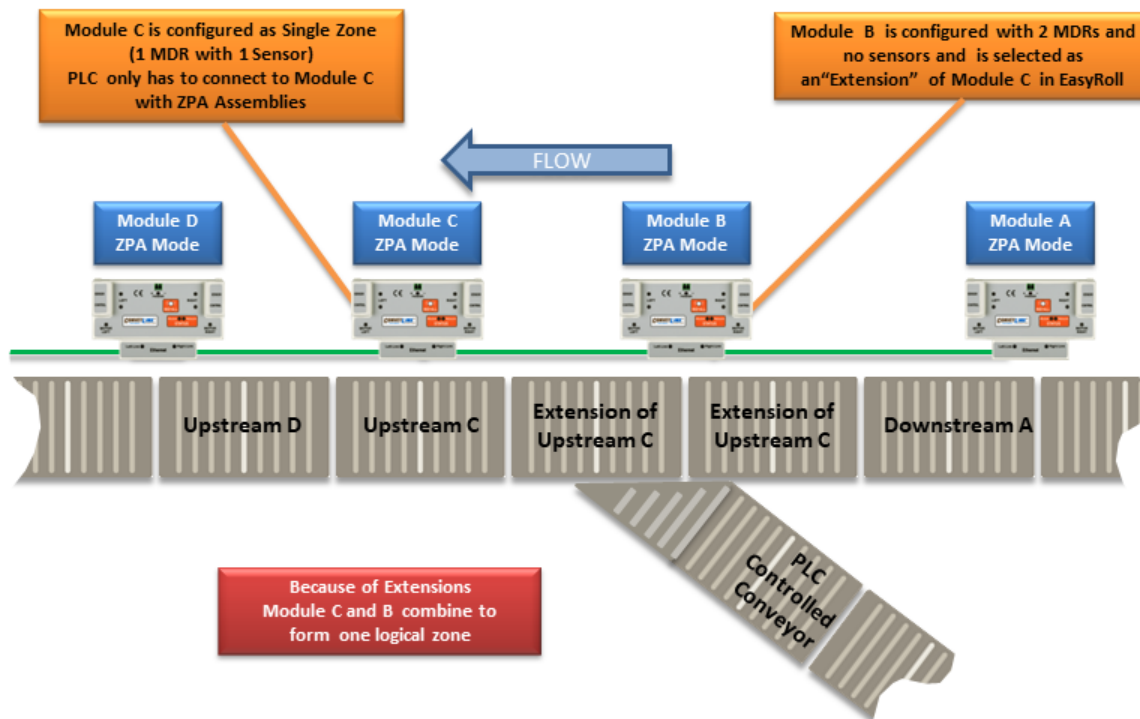 Module C is configured as Single Zone
(1 MDR with 1 Sensor)
PLC only has to connect to Module C
with ZPA Assemblies
Module B is configured with 2 MDRs and
no sensors and is selected as
an“Extension” of Module C in EasyRoll
FLOW
Module D
ZPA Mode
Module C
ZPA Mode
Module B
ZPA Mode
Module A
ZPA Mode
Upstream D
Upstream C
Extension of
Upstream C
Extension of
Upstream C
Downstream A
PLC
Controlled
Conveyor
Because of Extensions
Module C and B combine to
form one logical zone